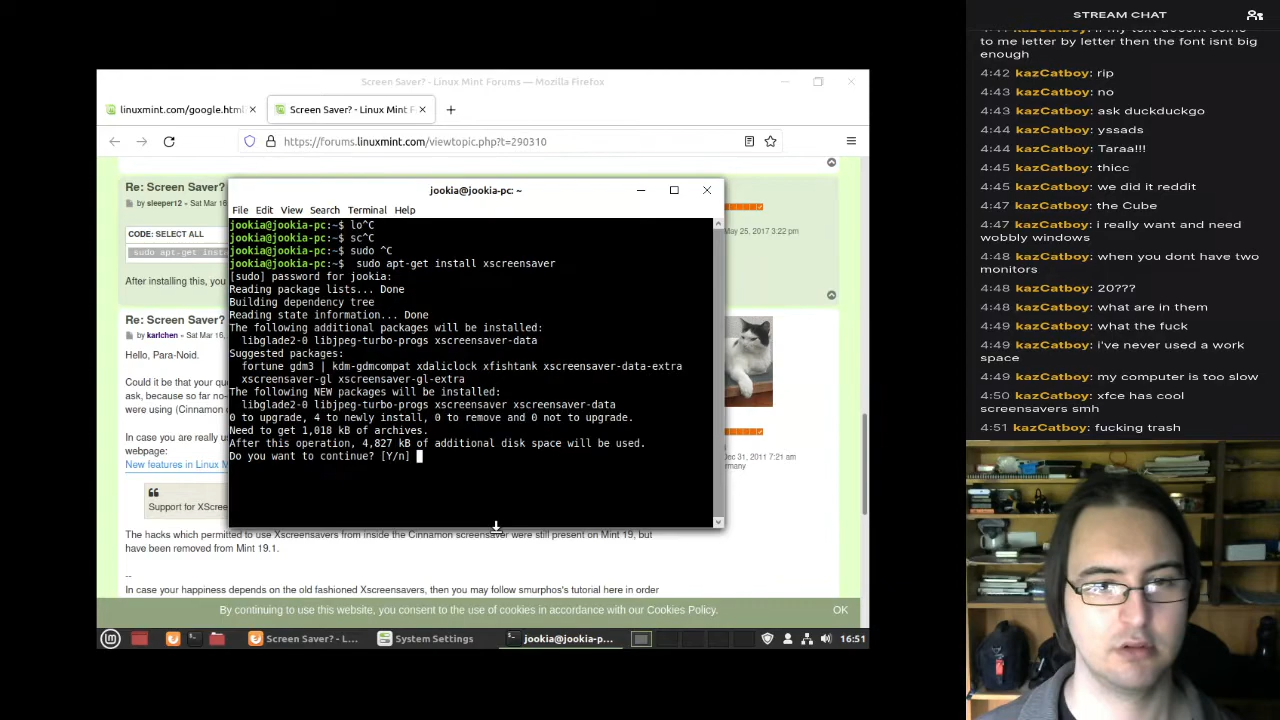 Screen Saver? - Linux Mint Forums — Mozilla Firefox
linuxmint.com/google.html
Screen Saver? - Linux Mint F
https://forums.linuxmint.com/viewtopic.php?t=290310
Re: Screen Saver?
by sleeper12 » Sat Mar 16,
CODE: SELECT ALL
sudo apt-get inst
After installing this, you
May 25, 2017 3:22 pm
Re: Screen Saver?
by karlchen » Sat Mar 16,
Hello, Para-Noid.
Could it be that your qu
ask, because so far no-
were using (Cinnamon
In case you are really u
webpage:
New features in Linux M
Support for XScree
Dec 31, 2011 7:21 am
rmany
The hacks which permitted to use Xscreensavers from inside the Cinnamon screensaver were still present on Mint 19, but
have been removed from Mint 19.1.
--
In case your happiness depends on the old fashioned Xscreensavers, then you may follow smurphos's tutorial here in order
By continuing to use this website, you consent to the use of cookies in accordance with our Cookies Policy.
OK
jookia@jookia-pc: ~
File Edit View Search Terminal Help
jookia@jookia-pc:~$ lo^C
jookia@jookia-pc:~$ sc^C
jookia@jookia-pc:~$ sudo ^C
jookia@jookia-pc:~$  sudo apt-get install xscreensaver
[sudo] password for jookia:
Reading package lists... Done
Building dependency tree
Reading state information... Done
The following additional packages will be installed:
libglade2-0 libjpeg-turbo-progs xscreensaver-data
Suggested packages:
fortune gdm3 | kdm-gdmcompat xdaliclock xfishtank xscreensaver-data-extra
xscreensaver-gl xscreensaver-gl-extra
The following NEW packages will be installed:
libglade2-0 libjpeg-turbo-progs xscreensaver xscreensaver-data
0 to upgrade, 4 to newly install, 0 to remove and 0 not to upgrade.
Need to get 1,018 kB of archives.
After this operation, 4,827 kB of additional disk space will be used.
Do you want to continue? [Y/n]
Screen Saver? - L...
System Settings
jookia@jookia-p...
16:51
STREAM CHAT
to me letter by letter then the font isnt big
enough
4:42 kazCatboy: rip
4:43 kazCatboy: no
4:43 kazCatboy: ask duckduckgo
4:44 kazCatboy: yssads
4:44 kazCatboy: Taraa!!!
4:45 kazCatboy: thicc
4:45 kazCatboy: we did it reddit
4:47 kazCatboy: the Cube
4:47 kazCatboy: i really want and need
wobbly windows
4:48 kazCatboy: when you dont have two
monitors
4:48 kazCatboy: 20???
4:48 kazCatboy: what are in them
4:49 kazCatboy: what the fuck
4:49 kazCatboy: i've never used a work
space
4:49 kazCatboy: my computer is too slow
4:50 kazCatboy: xfce has cool
screensavers smh
4:51 kazCatboy: fucking trash